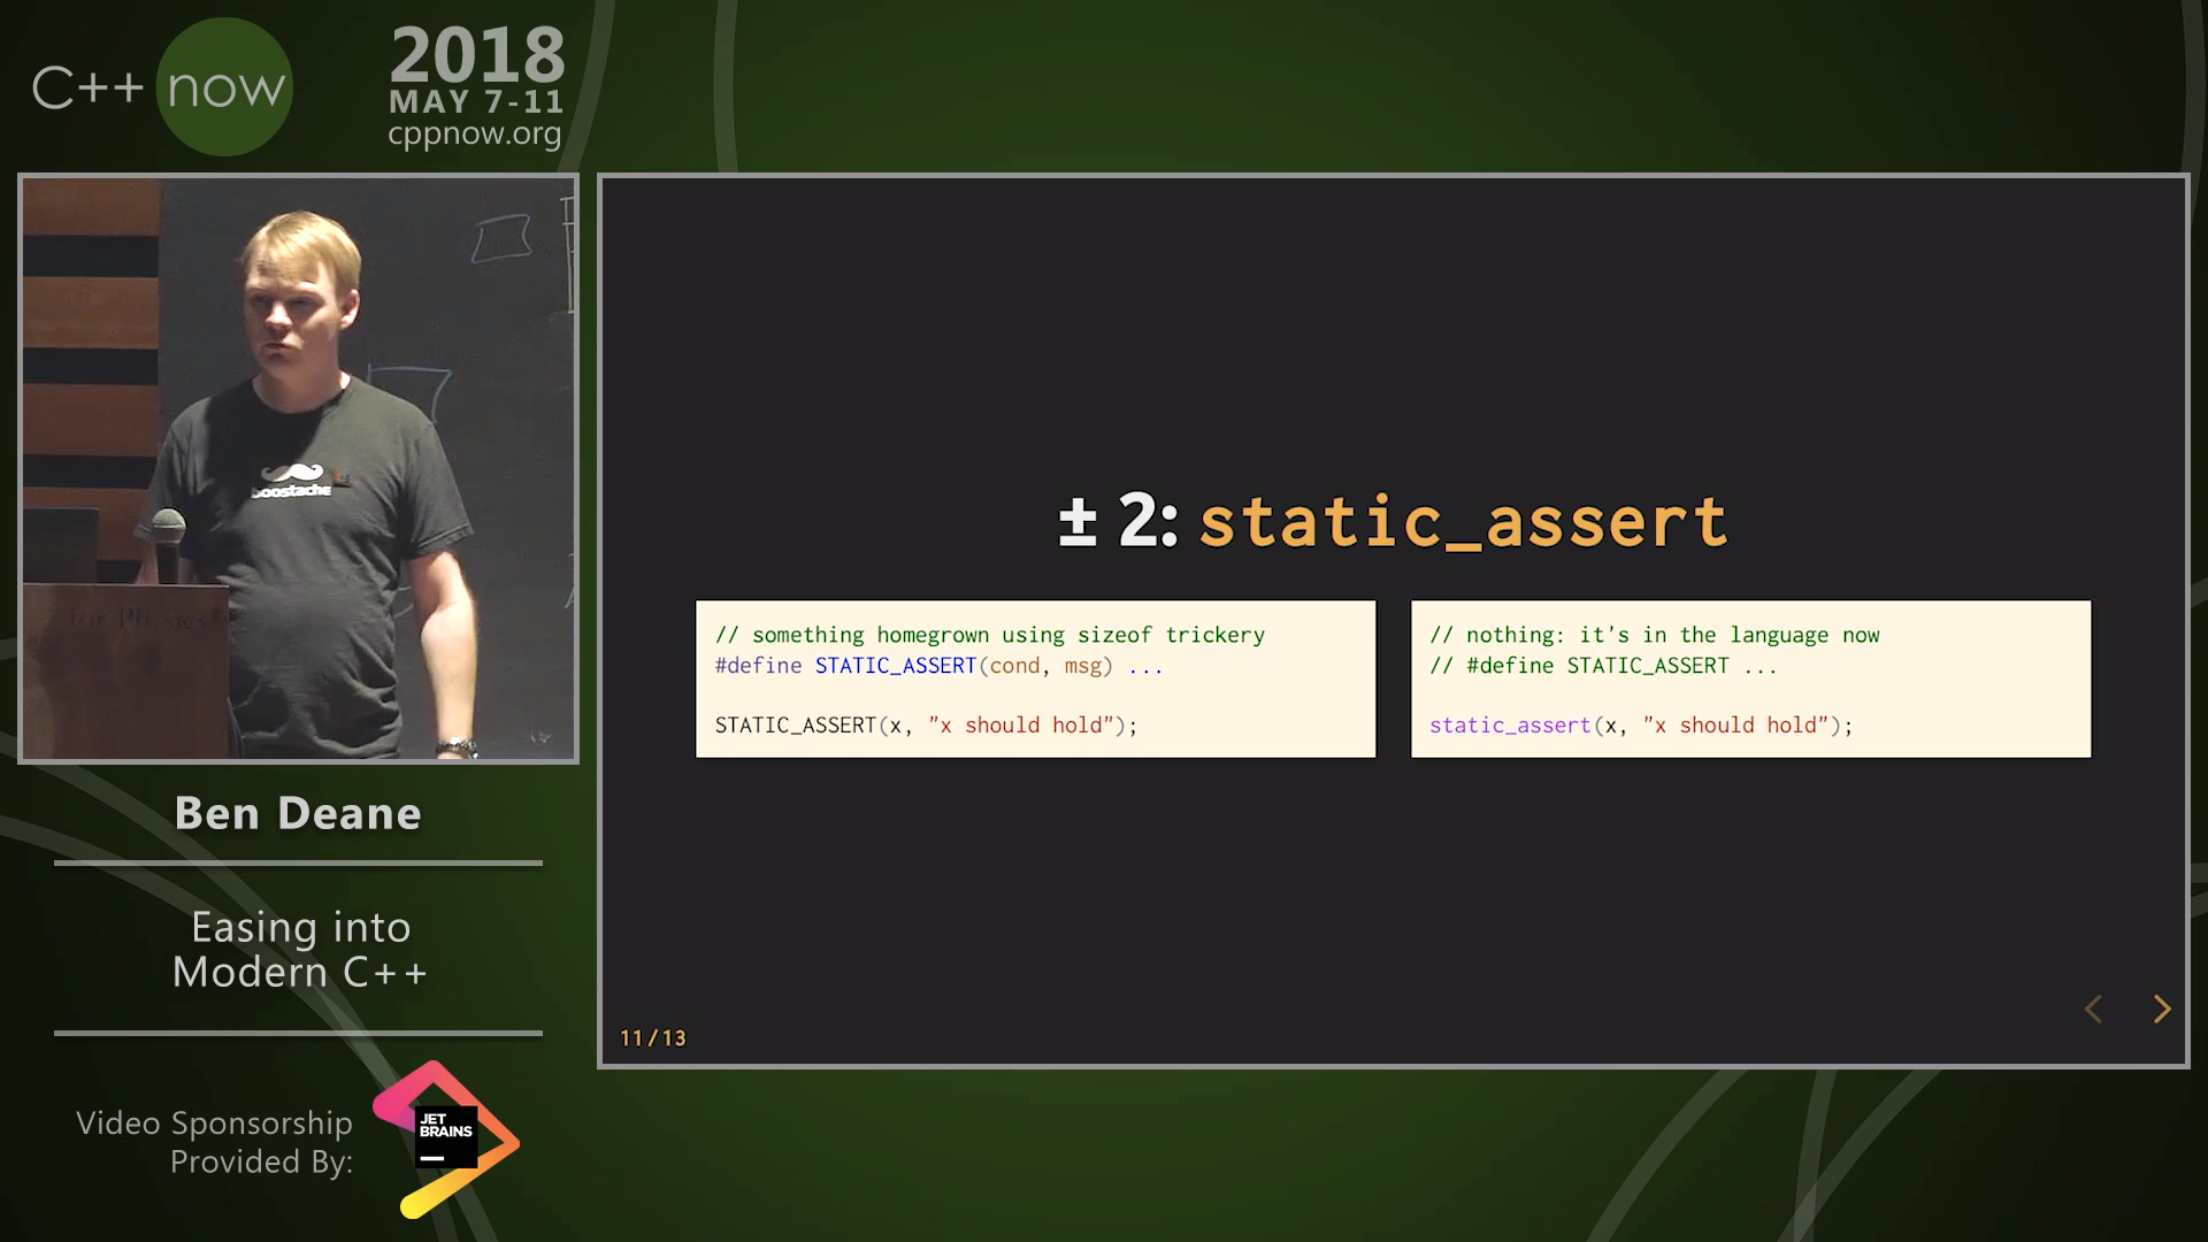 C++ now
2018
MAY 7-11
cppnow.org
boostache
± 2: static_assert
// something homegrown using sizeof trickery
#define STATIC_ASSERT(cond, msg) ...
STATIC_ASSERT(x, "x should hold");
// nothing: it's in the language now
// #define STATIC_ASSERT ...
static_assert(x, "x should hold");
11/13
Ben Deane
Easing into
Modern C++
Video Sponsorship
Provided By:
JET
BRAINS